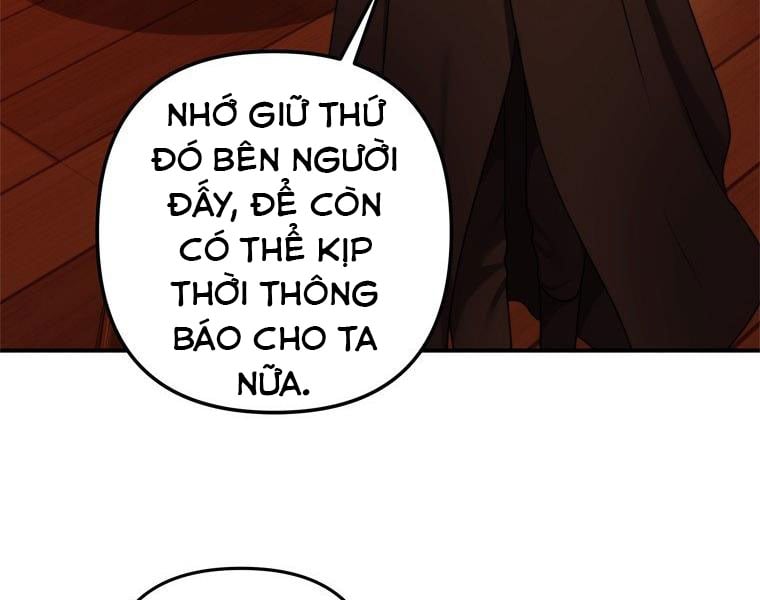 NHỚ GIỮ THỨ
ĐÓ BÊN NGƯỜI
ĐẤY, ĐỂ CÒN
CÓ THỂ KỊP
THỜI THÔNG
BÁO CHO TA
NỮA.